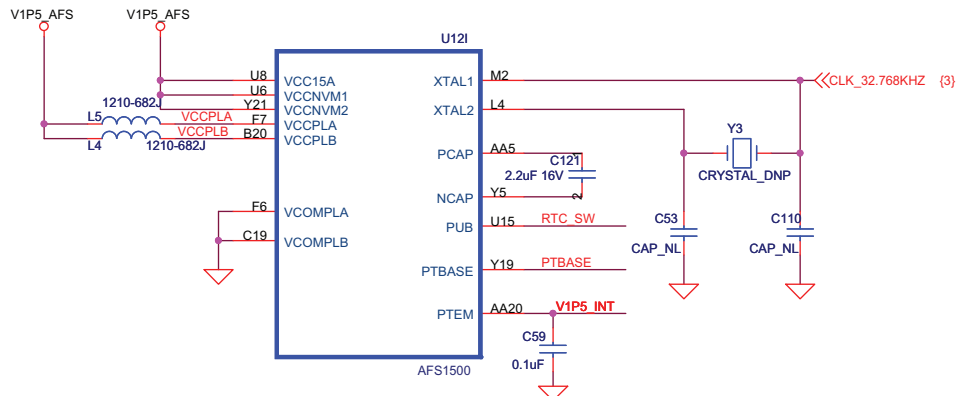 V1P5_AFS
V1P5_AFS
U12I
U8
VCC15A
U6
VCCNVM1
Y21
VCCNVM2
1210-682J
L5
VCCPLA
F7
VCCPLA
VCCPLB
B20
VCCPLB
L4
1210-682J
F6
VCOMPLA
C19
VCOMPLB
XTAL1
M2
CLK_32.768KHZ {3}
XTAL2
L4
Y3
CRYSTAL_DNP
PCAP
AA5
C121
1
2.2uF 16V
NCAP
Y5
2
PUB
U15
RTC_SW
C53
CAP_NL
C110
CAP_NL
PTBASE
Y19
PTBASE
PTEM
AA20
V1P5_INT
C59
0.1uF
AFS1500